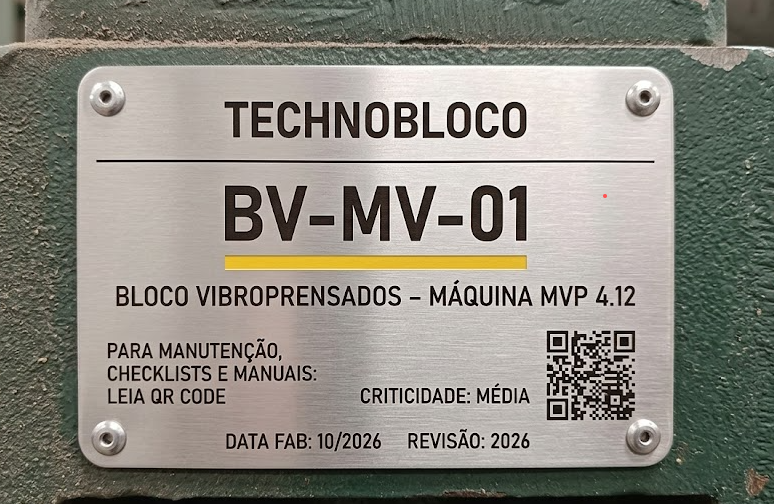 TECHNOBLOCO
BV-MV-01
BLOCO VIBROPRENSADOS – MÁQUINA MVP 4.12
PARA MANUTENÇÃO,
CHECKLISTS E MANUAIS:
LEIA QR CODE
CRITICIDADE: MÉDIA
DATA FAB: 10/2026 REVISÃO: 2026